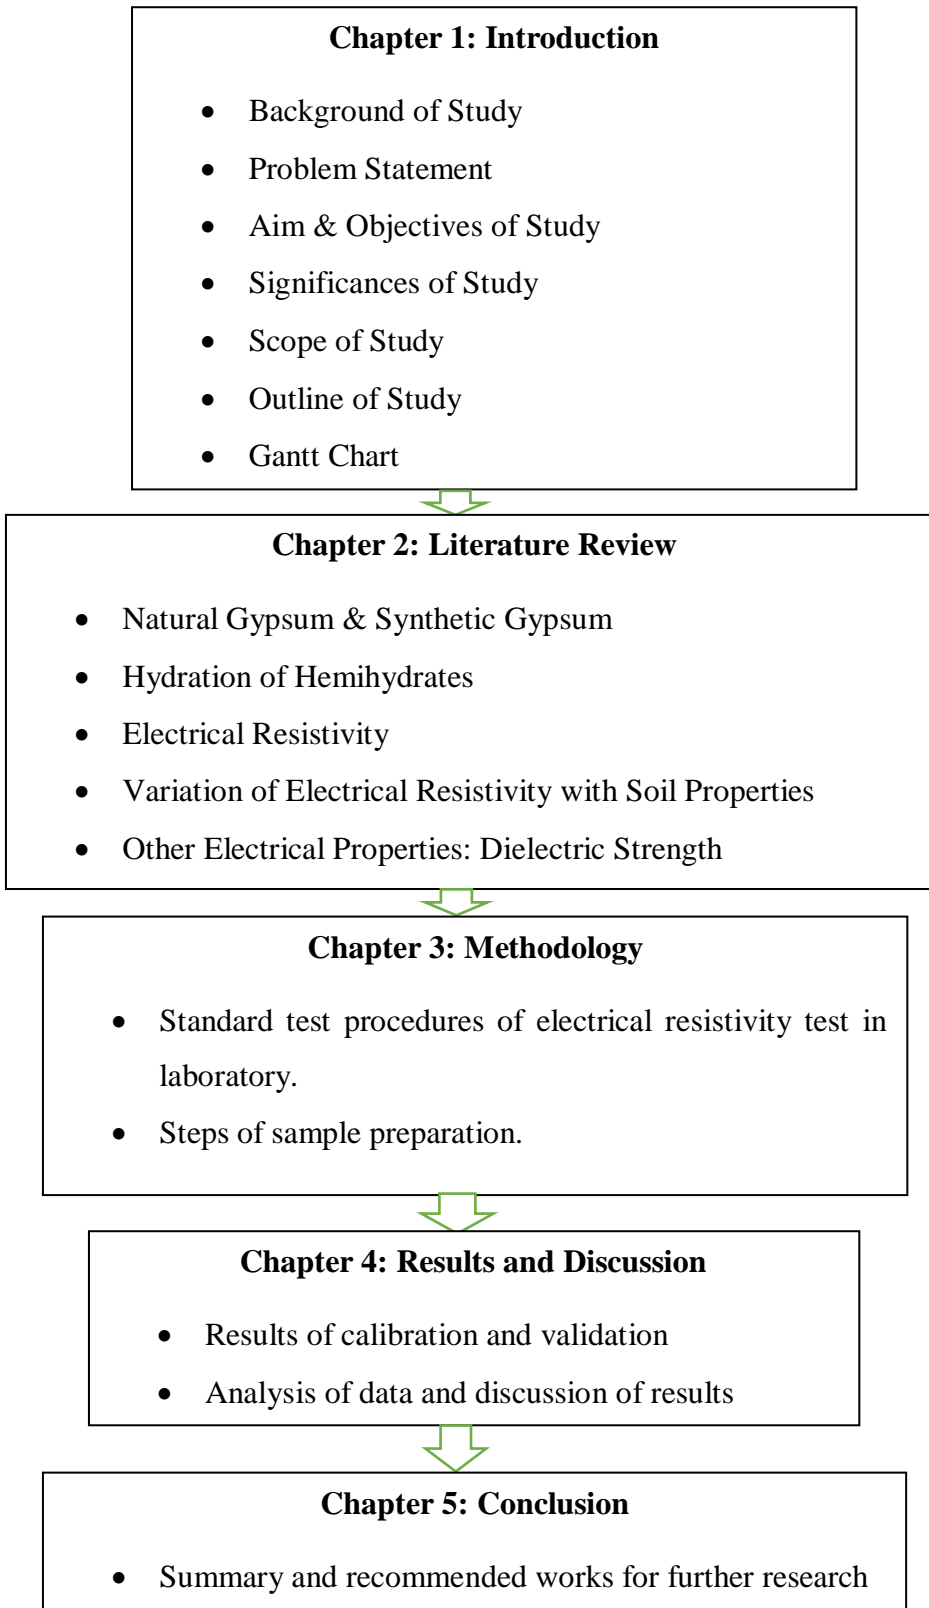 Chapter 1: Introduction
• Background of Study
• Problem Statement
• Aim & Objectives of Study
• Significances of Study
• Scope of Study
• Outline of Study
• Gantt Chart
Chapter 2: Literature Review
• Natural Gypsum & Synthetic Gypsum
• Hydration of Hemihydrates
• Electrical Resistivity
• Variation of Electrical Resistivity with Soil Properties
• Other Electrical Properties: Dielectric Strength
Chapter 3: Methodology
• Standard test procedures of electrical resistivity test in
laboratory.
• Steps of sample preparation.
Chapter 4: Results and Discussion
• Results of calibration and validation
• Analysis of data and discussion of results
Chapter 5: Conclusion
• Summary and recommended works for further research